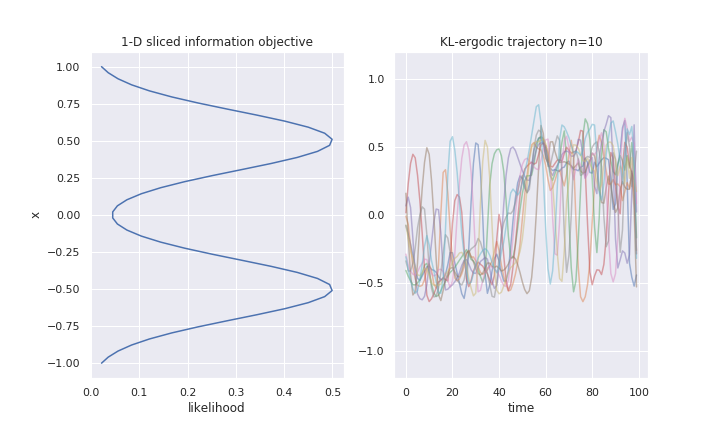 1-D sliced information objective
1.00
0.75
0.50
0.25
0.00
−0.25
−0.50
−0.75
−1.00
x
0.0 0.1 0.2 0.3 0.4 0.5
likelihood
KL-ergodic trajectory n=10
1.0
0.5
0.0
−0.5
−1.0
0 20 40 60 80 100
time